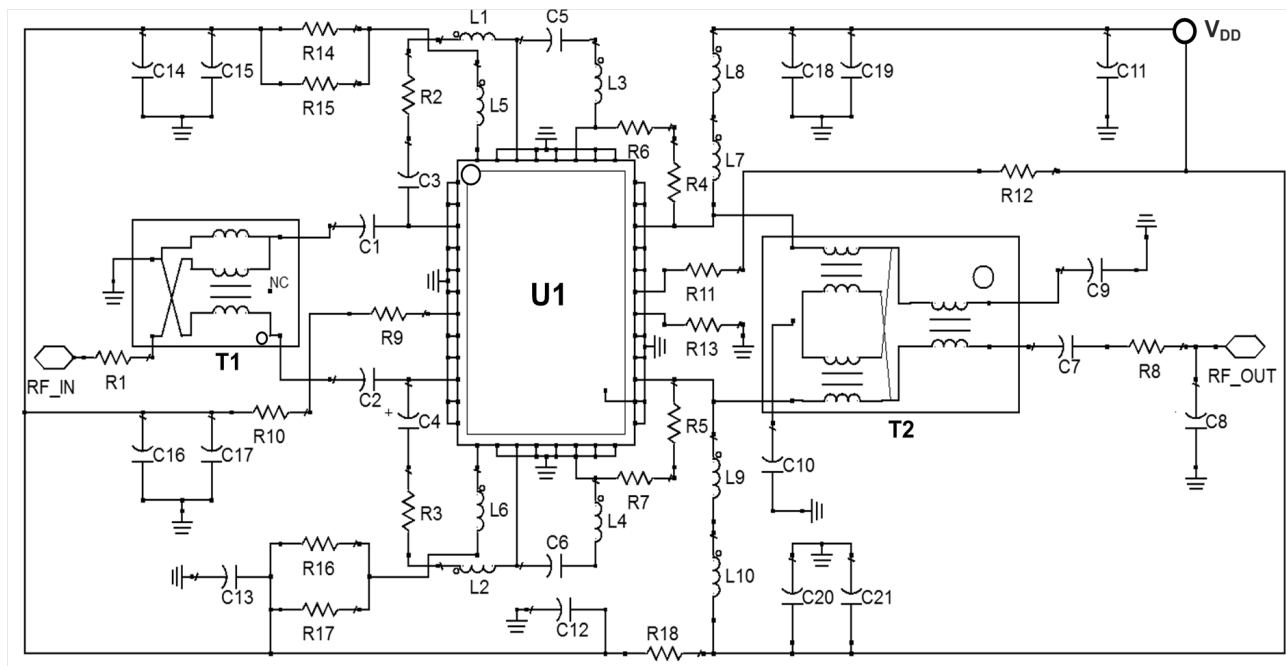 L1
C5
V_DD
R14
C14
C15
R15
R2
L5
L3
L8
C18
C19
C11
R6
R4
L7
C3
R12
C1
NC
U1
R11
C9
R9
R13
T1
RF_IN
R1
C7
R8
RF_OUT
C2
+
C4
R10
R5
T2
C8
C16
C17
C10
L9
R3
L6
R7
L4
R16
C6
L10
C13
L2
C20
C21
R17
C12
R18